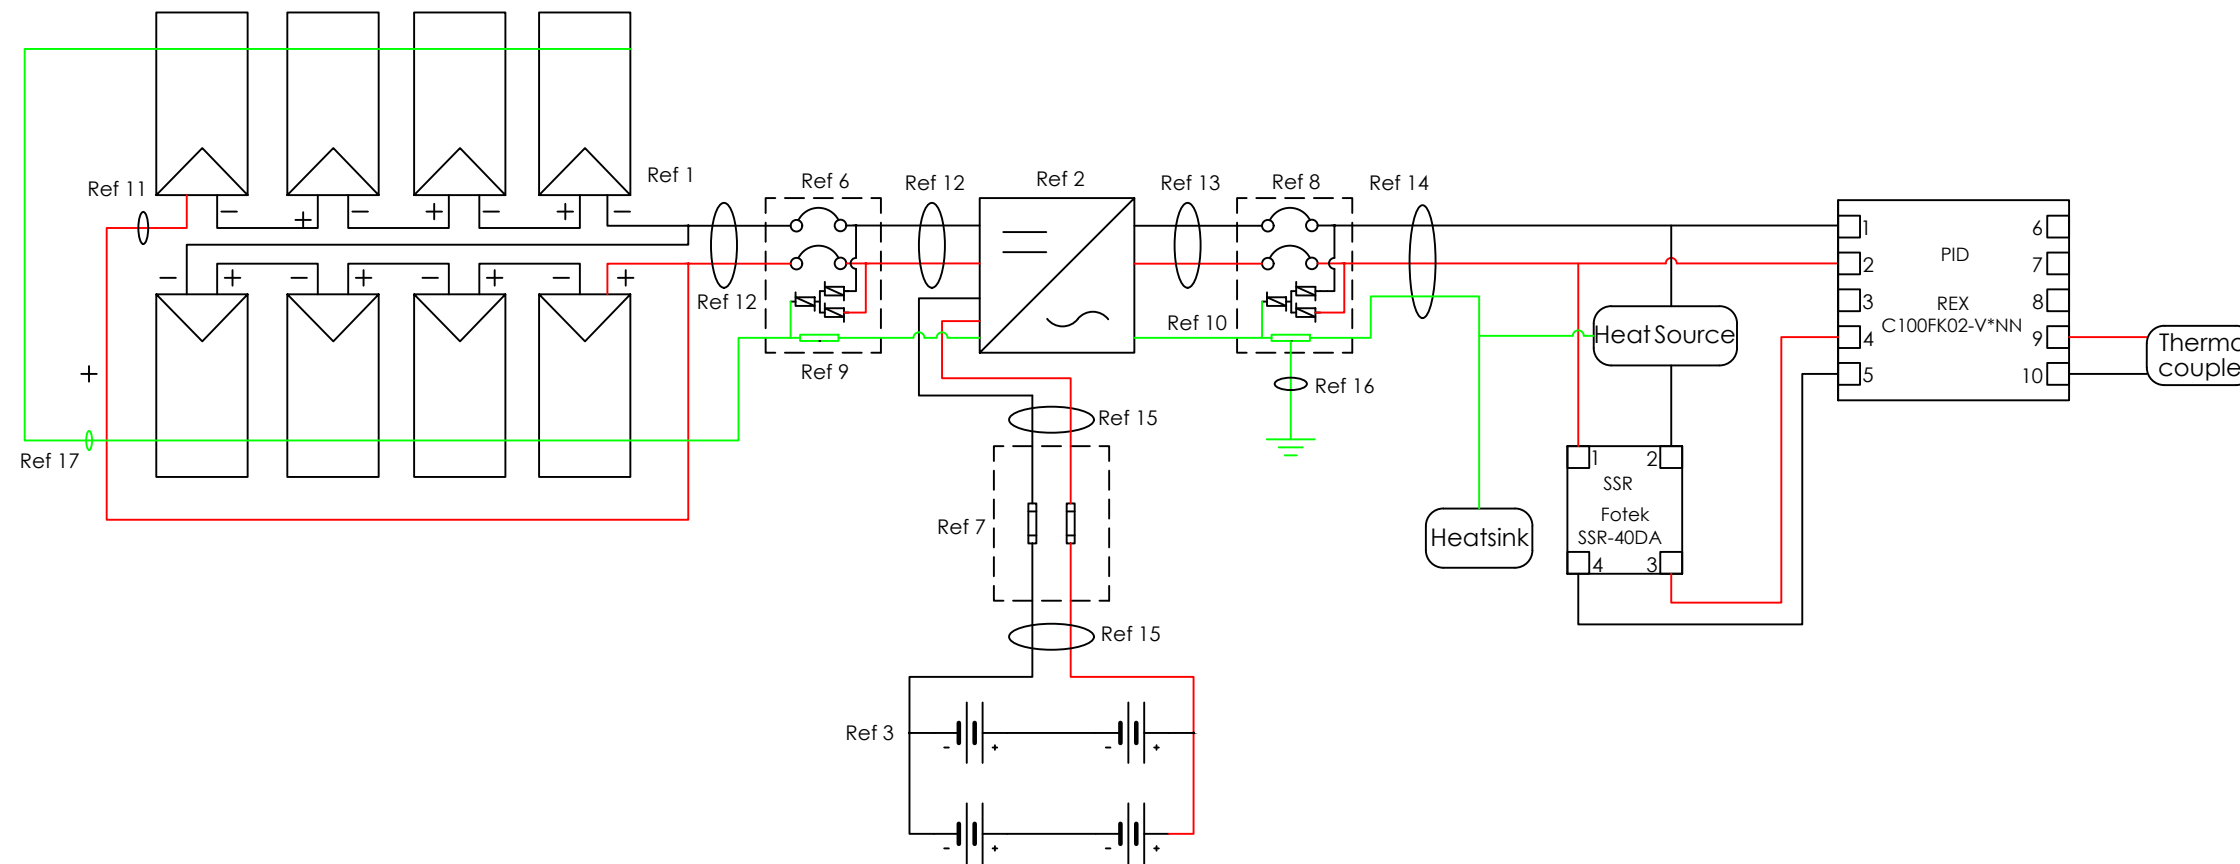 Ref 1
Ref 11
− + − + − + −
− + − + − + − +
+
Ref 17
Ref 12
Ref 6
Ref 12
Ref 9
Ref 2
Ref 13
Ref 10
Ref 8
Ref 14
Ref 16
Ref 15
Ref 7
Ref 15
Ref 3
- + - +
- + - +
Heat Source
Heatsink
1 2
SSR
Fotek
SSR-40DA
4 3
1 6
PID
2 7
REX
3 8
C100FK02-V*NN
4 9
5 10
Thermo
couple